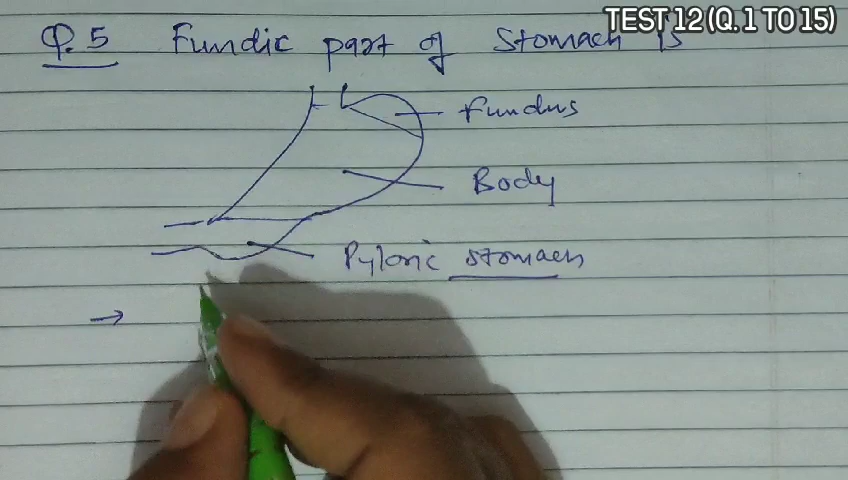 TEST 12 (Q. 1 TO 15)
Q. 5 Fundic part of Stomach is
Fundus
Body
Pyloric stomach